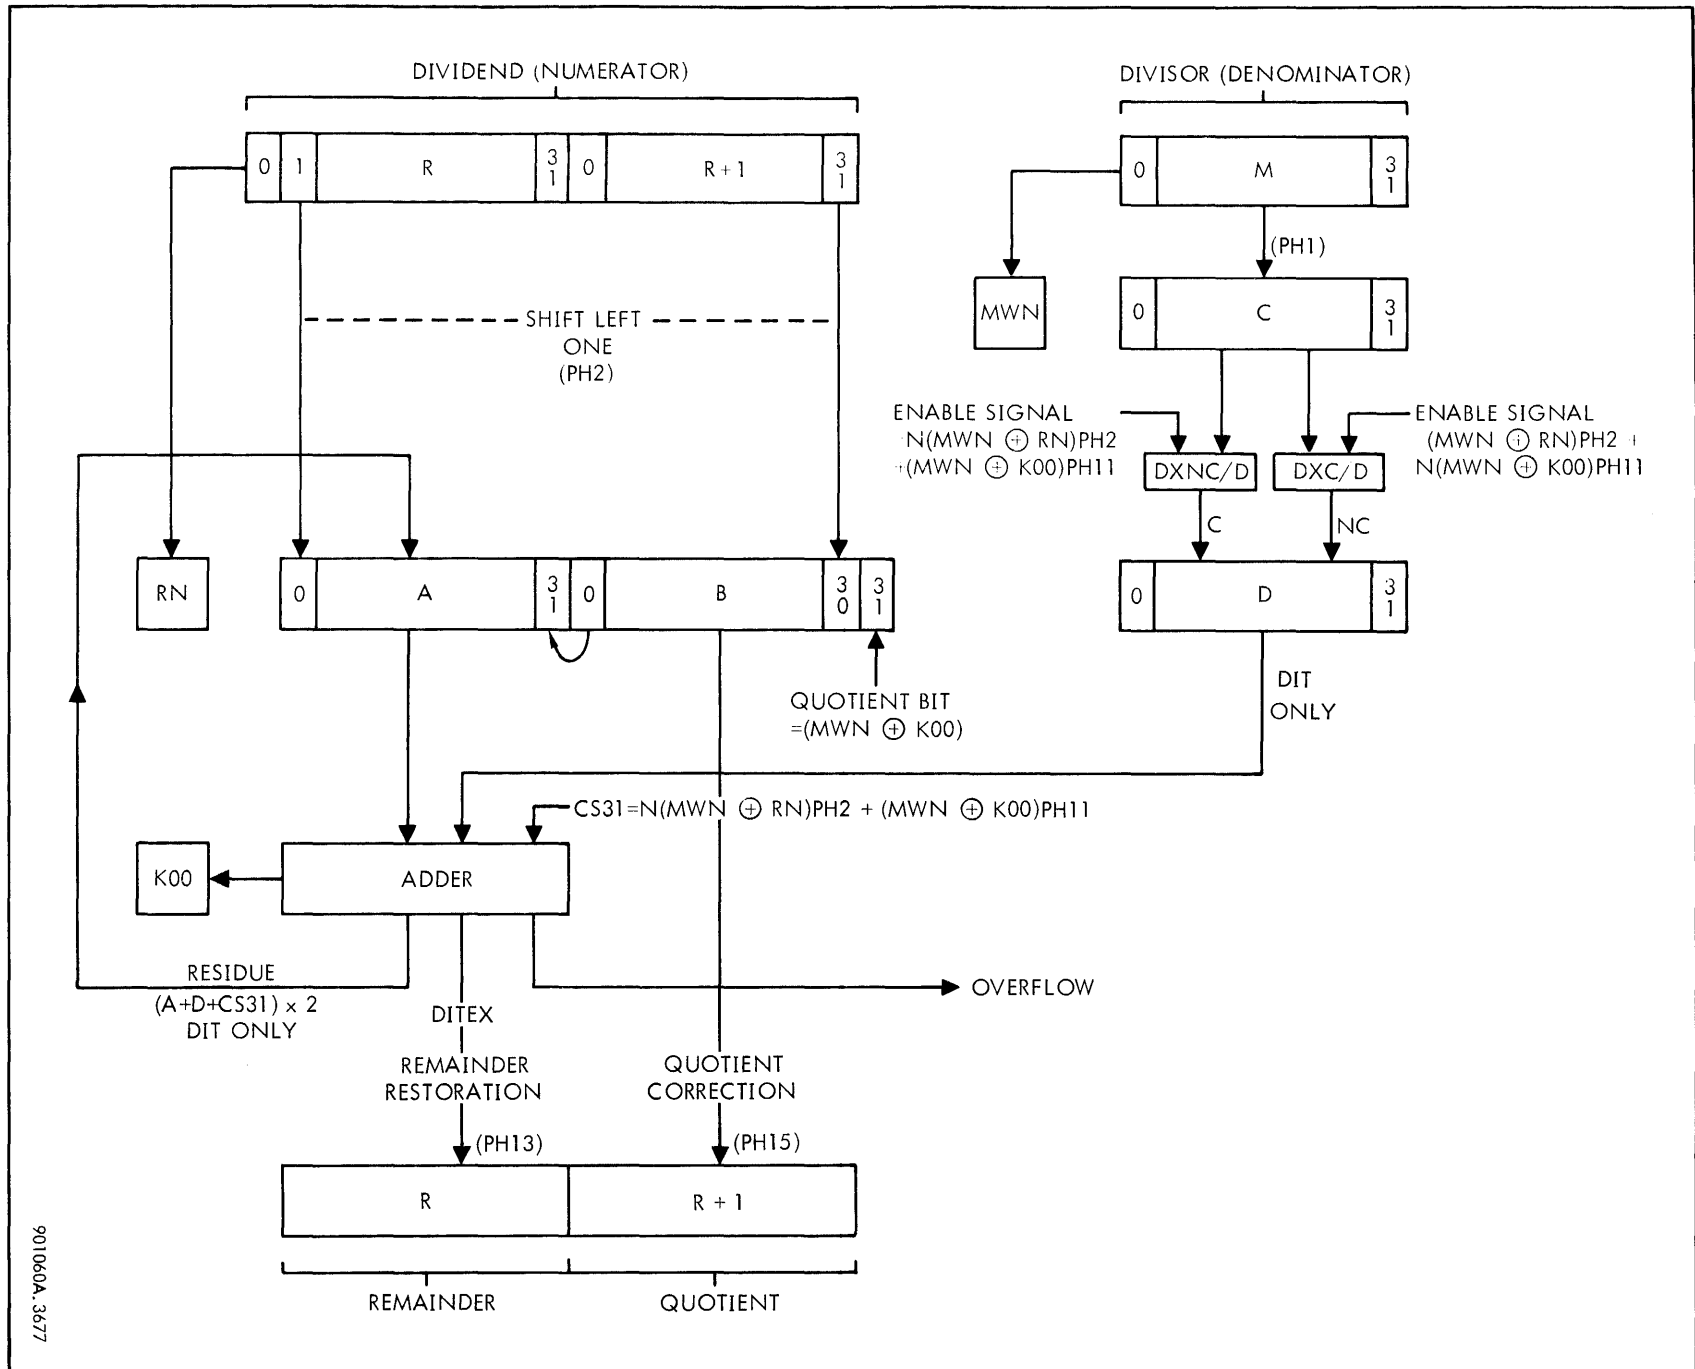 DIVIDEND (NUMERATOR)
DIVISOR (DENOMINATOR)
0 1 R 31 0 R+1 31
0 M 31
(PH1)
MWN
0 C 31
SHIFT LEFT
ONE
(PH2)
ENABLE SIGNAL
N(MWN ⊕ RN)PH2
+(MWN ⊕ K00)PH11
ENABLE SIGNAL
(MWN ⊕ RN)PH2 +
N(MWN ⊕ K00)PH11
DXNC/D
DXC/D
C
NC
RN
0 A 31 0 B 30 31
0 D 31
QUOTIENT BIT
=(MWN ⊕ K00)
DIT
ONLY
CS31=N(MWN ⊕ RN)PH2 + (MWN ⊕ K00)PH11
K00
ADDER
RESIDUE
(A+D+CS31) x 2
DIT ONLY
OVERFLOW
DITEX
REMAINDER
RESTORATION
QUOTIENT
CORRECTION
(PH13)
(PH15)
R
R + 1
REMAINDER
QUOTIENT
901060A.3677